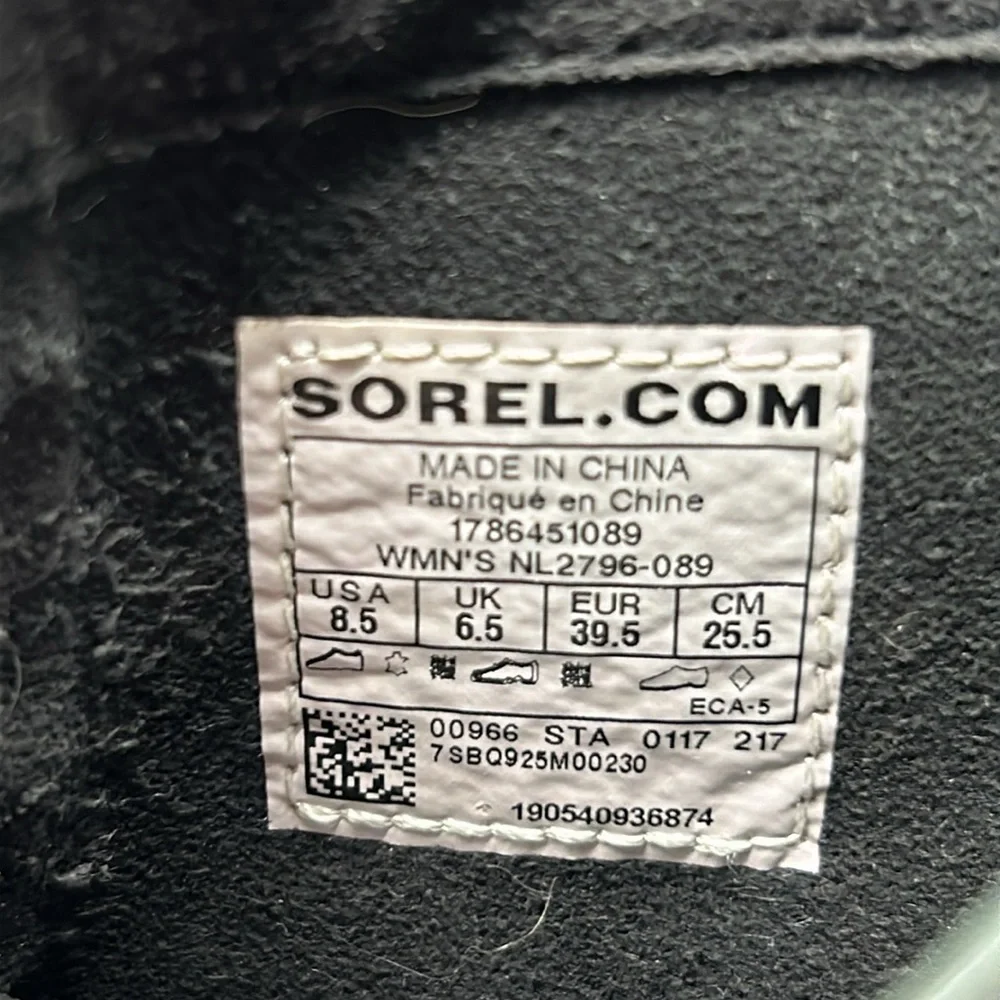 SOREL.COM
MADE IN CHINA
Fabriqué en Chine
1786451089
WMN'S NL2796-089
USA UK EUR CM
8.5 6.5 39.5 25.5
ECA-5
00966 STA 0117 217
7SBQ925M00230
190540936874